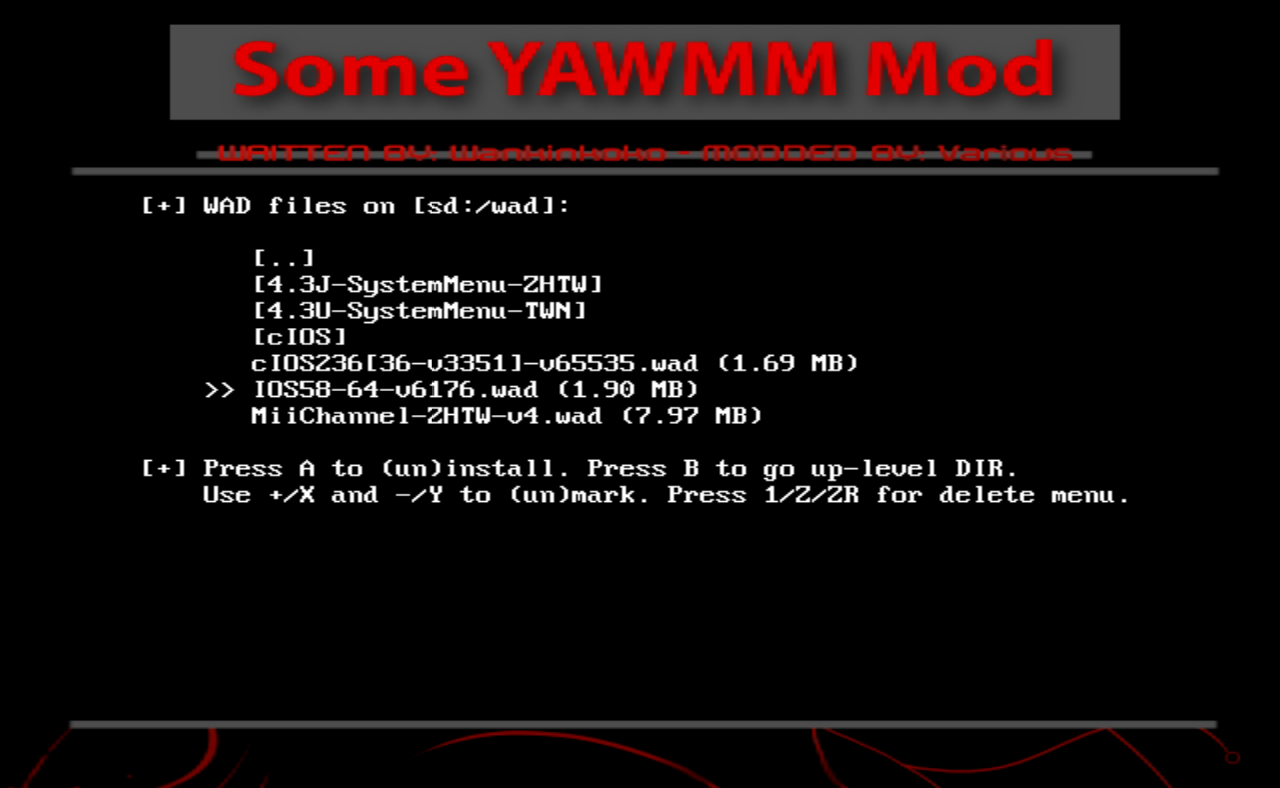 Some YAWMM Mod
WRITTEN BY: Wankinkoko - MODDED BY: Various
[+] WAD files on [sd:/wad]:
[..]
[4.3J-SystemMenu-ZHTW]
[4.3U-SystemMenu-TWN]
[cIOS]
cIOS236[36-v3351]-v65535.wad (1.69 MB)
>> IOS58-64-v6176.wad (1.90 MB)
MiiChannel-ZHTW-v4.wad (7.97 MB)
[+] Press A to (un)install. Press B to go up-level DIR.
Use +/X and -/Y to (un)mark. Press 1/Z/ZR for delete menu.